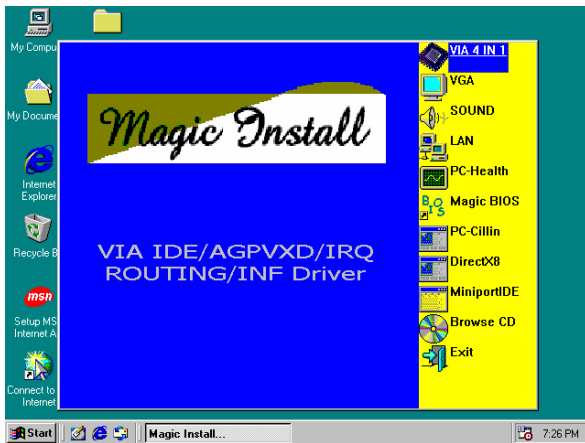 My Compu
My Docume
Internet
Explorer
Recycle B
msn
Setup MS
Internet A
Connect to
Internet
Magic Install
VIA IDE/AGPVXD/IRQ
ROUTING/INF Driver
VIA 4 IN 1
VGA
SOUND
LAN
PC-Health
BIOS
Magic BIOS
PC-Cillin
DirectX8
MiniportIDE
Browse CD
Exit
Start
Magic Install...
7:26 PM